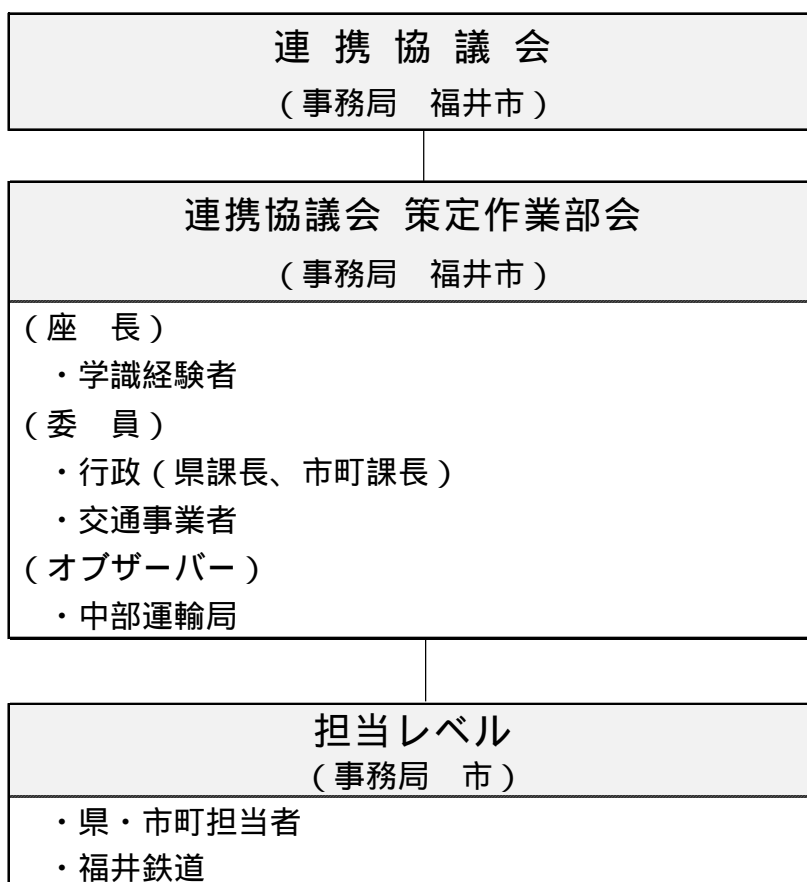 連 携 協 議 会
（事務局　福井市）
連携協議会 策定作業部会
（事務局　福井市）
（座　長）
・学識経験者
（委　員）
・行政（県課長、市町課長）
・交通事業者
（オブザーバー）
・中部運輸局
担当レベル
（事務局　市）
・県・市町担当者
・福井鉄道